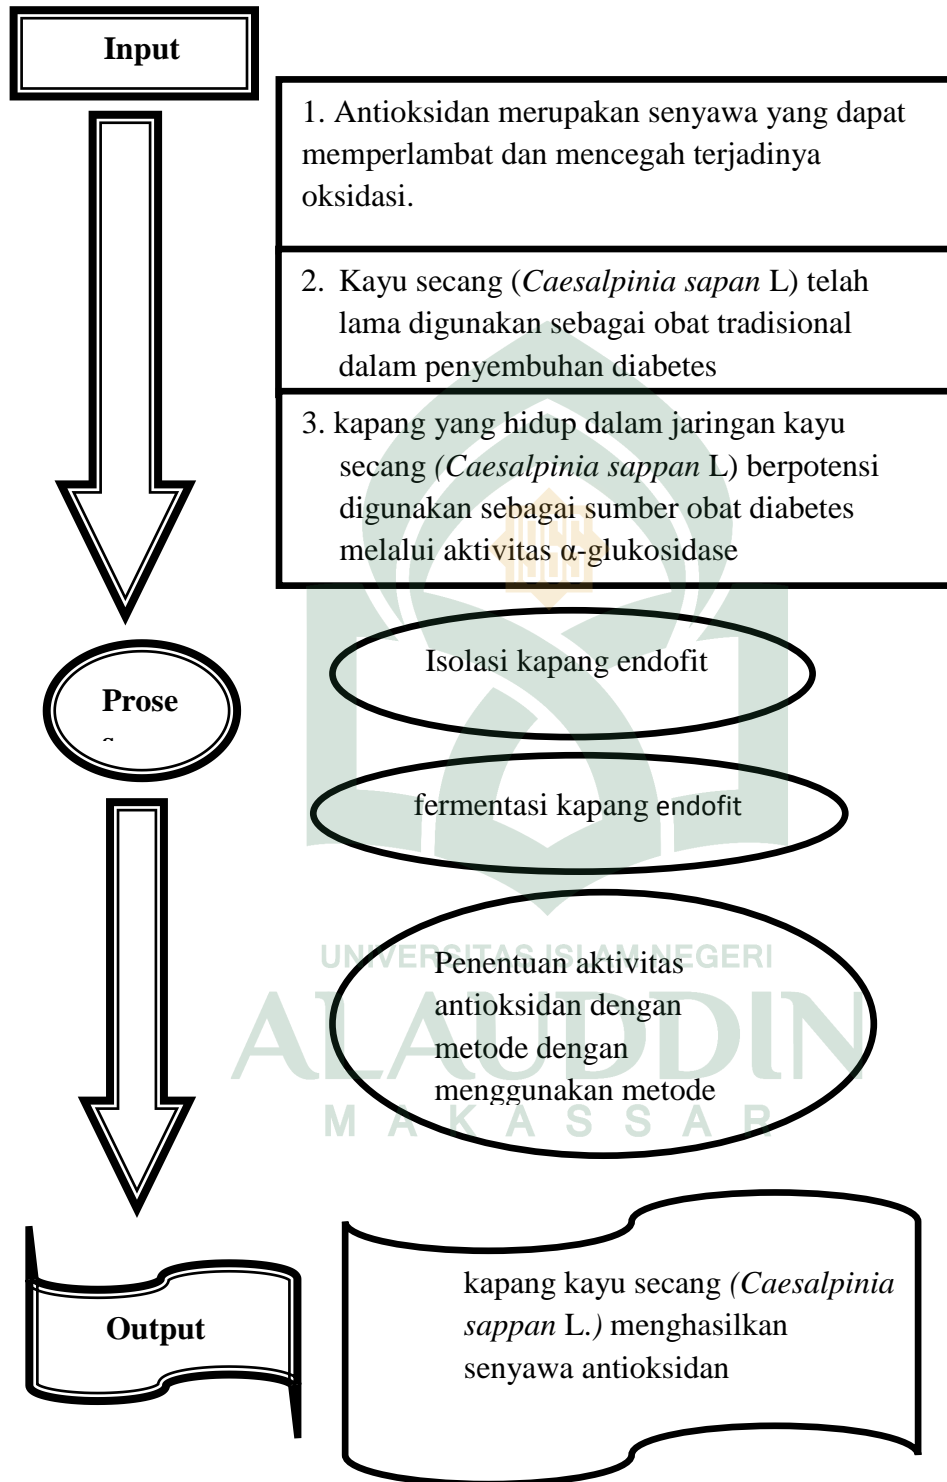 Input
1. Antioksidan merupakan senyawa yang dapat
memperlambat dan mencegah terjadinya
oksidasi.
2. Kayu secang (Caesalpinia sapan L) telah
lama digunakan sebagai obat tradisional
dalam penyembuhan diabetes
3. kapang yang hidup dalam jaringan kayu
secang (Caesalpinia sappan L) berpotensi
digunakan sebagai sumber obat diabetes
melalui aktivitas α-glukosidase
Prose
s
Isolasi kapang endofit
fermentasi kapang endofit
Penentuan aktivitas
antioksidan dengan
metode dengan
menggunakan metode
UNIVERSITAS ISLAM NEGERI
ALAUDDIN
MAKASSAR
Output
kapang kayu secang (Caesalpinia
sappan L.) menghasilkan
senyawa antioksidan